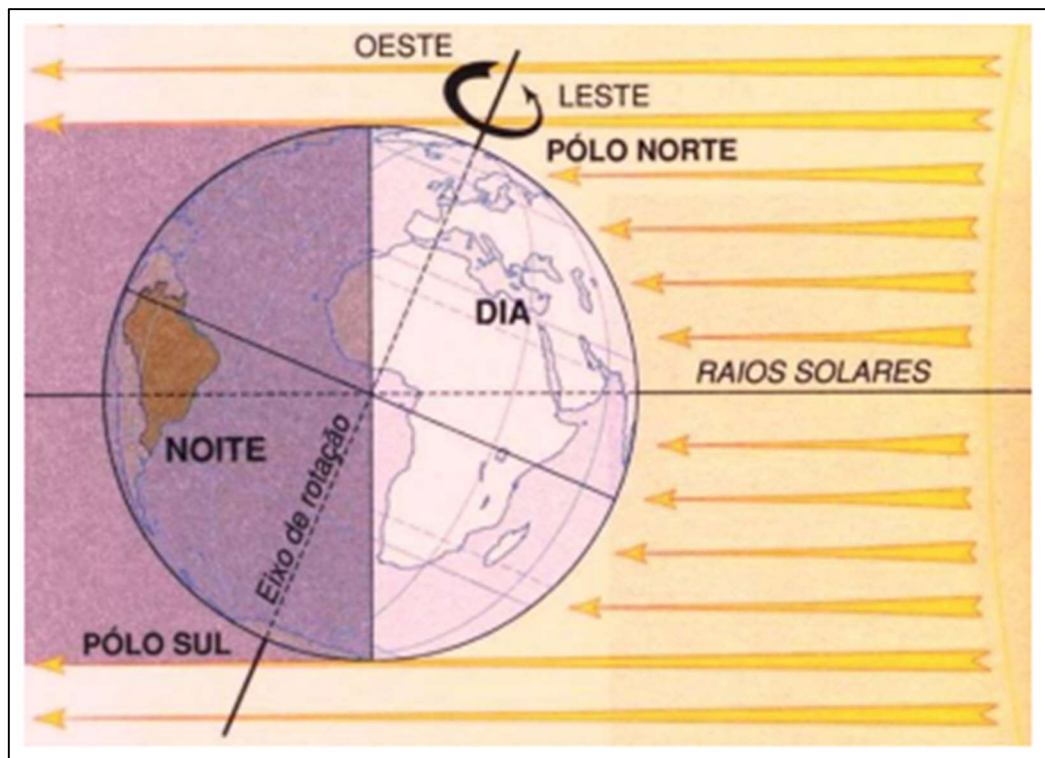 OESTE
LESTE
PÓLO NORTE
DIA
RAIOS SOLARES
NOITE
Eixo de rotação
PÓLO SUL